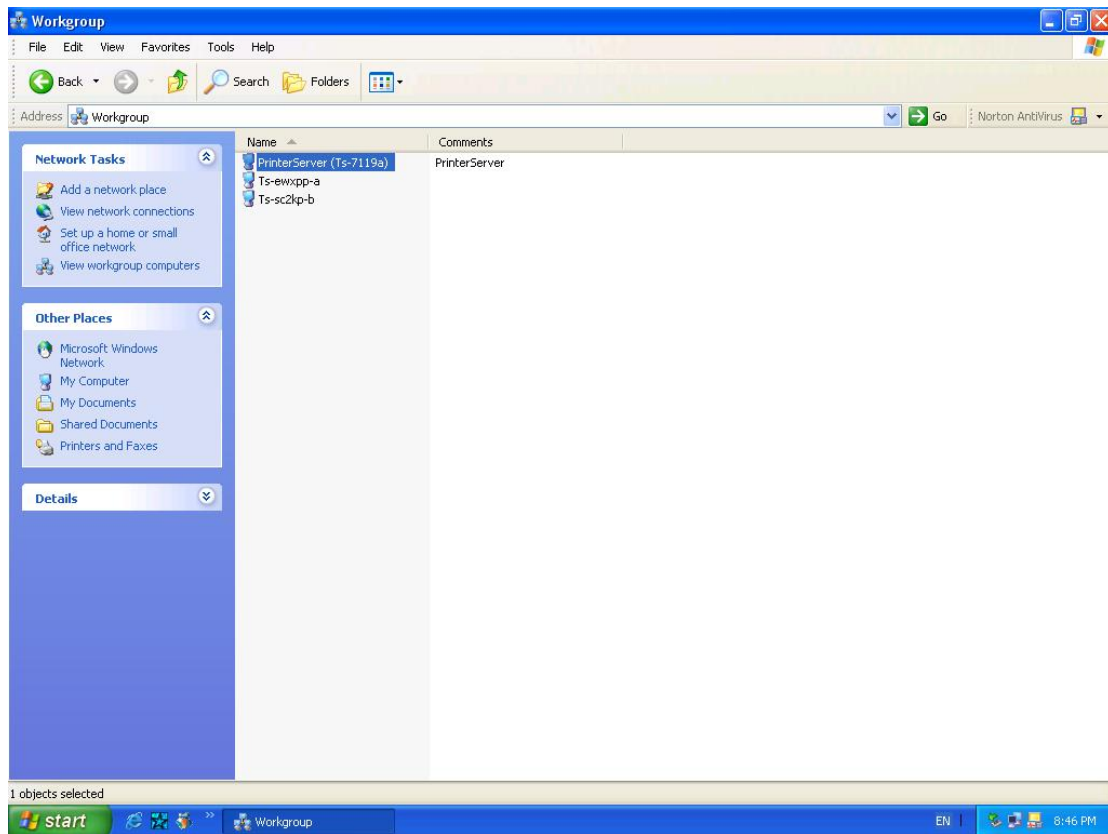 Workgroup
File Edit View Favorites Tools Help
Back Search Folders
Address Workgroup Go Norton AntiVirus
Name Comments
Network Tasks
Add a network place
View network connections
Set up a home or small
office network
View workgroup computers
Other Places
Microsoft Windows
Network
My Computer
My Documents
Shared Documents
Printers and Faxes
Details
PrinterServer (Ts-7119a) PrinterServer
Ts-ewxpp-a
Ts-sc2kp-b
1 objects selected
start Workgroup EN 8:46 PM